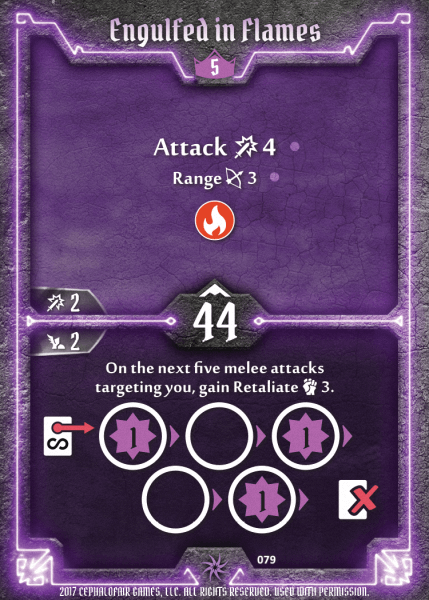 Engulfed in Flames
5
Attack 4
Range 3
2
44
2
On the next five melee attacks
targeting you, gain Retaliate 3.
S 1 1
1
079
2017 CEPHALOFAIR GAMES, LLC. ALL RIGHTS RESERVED. USED WITH PERMISSION.